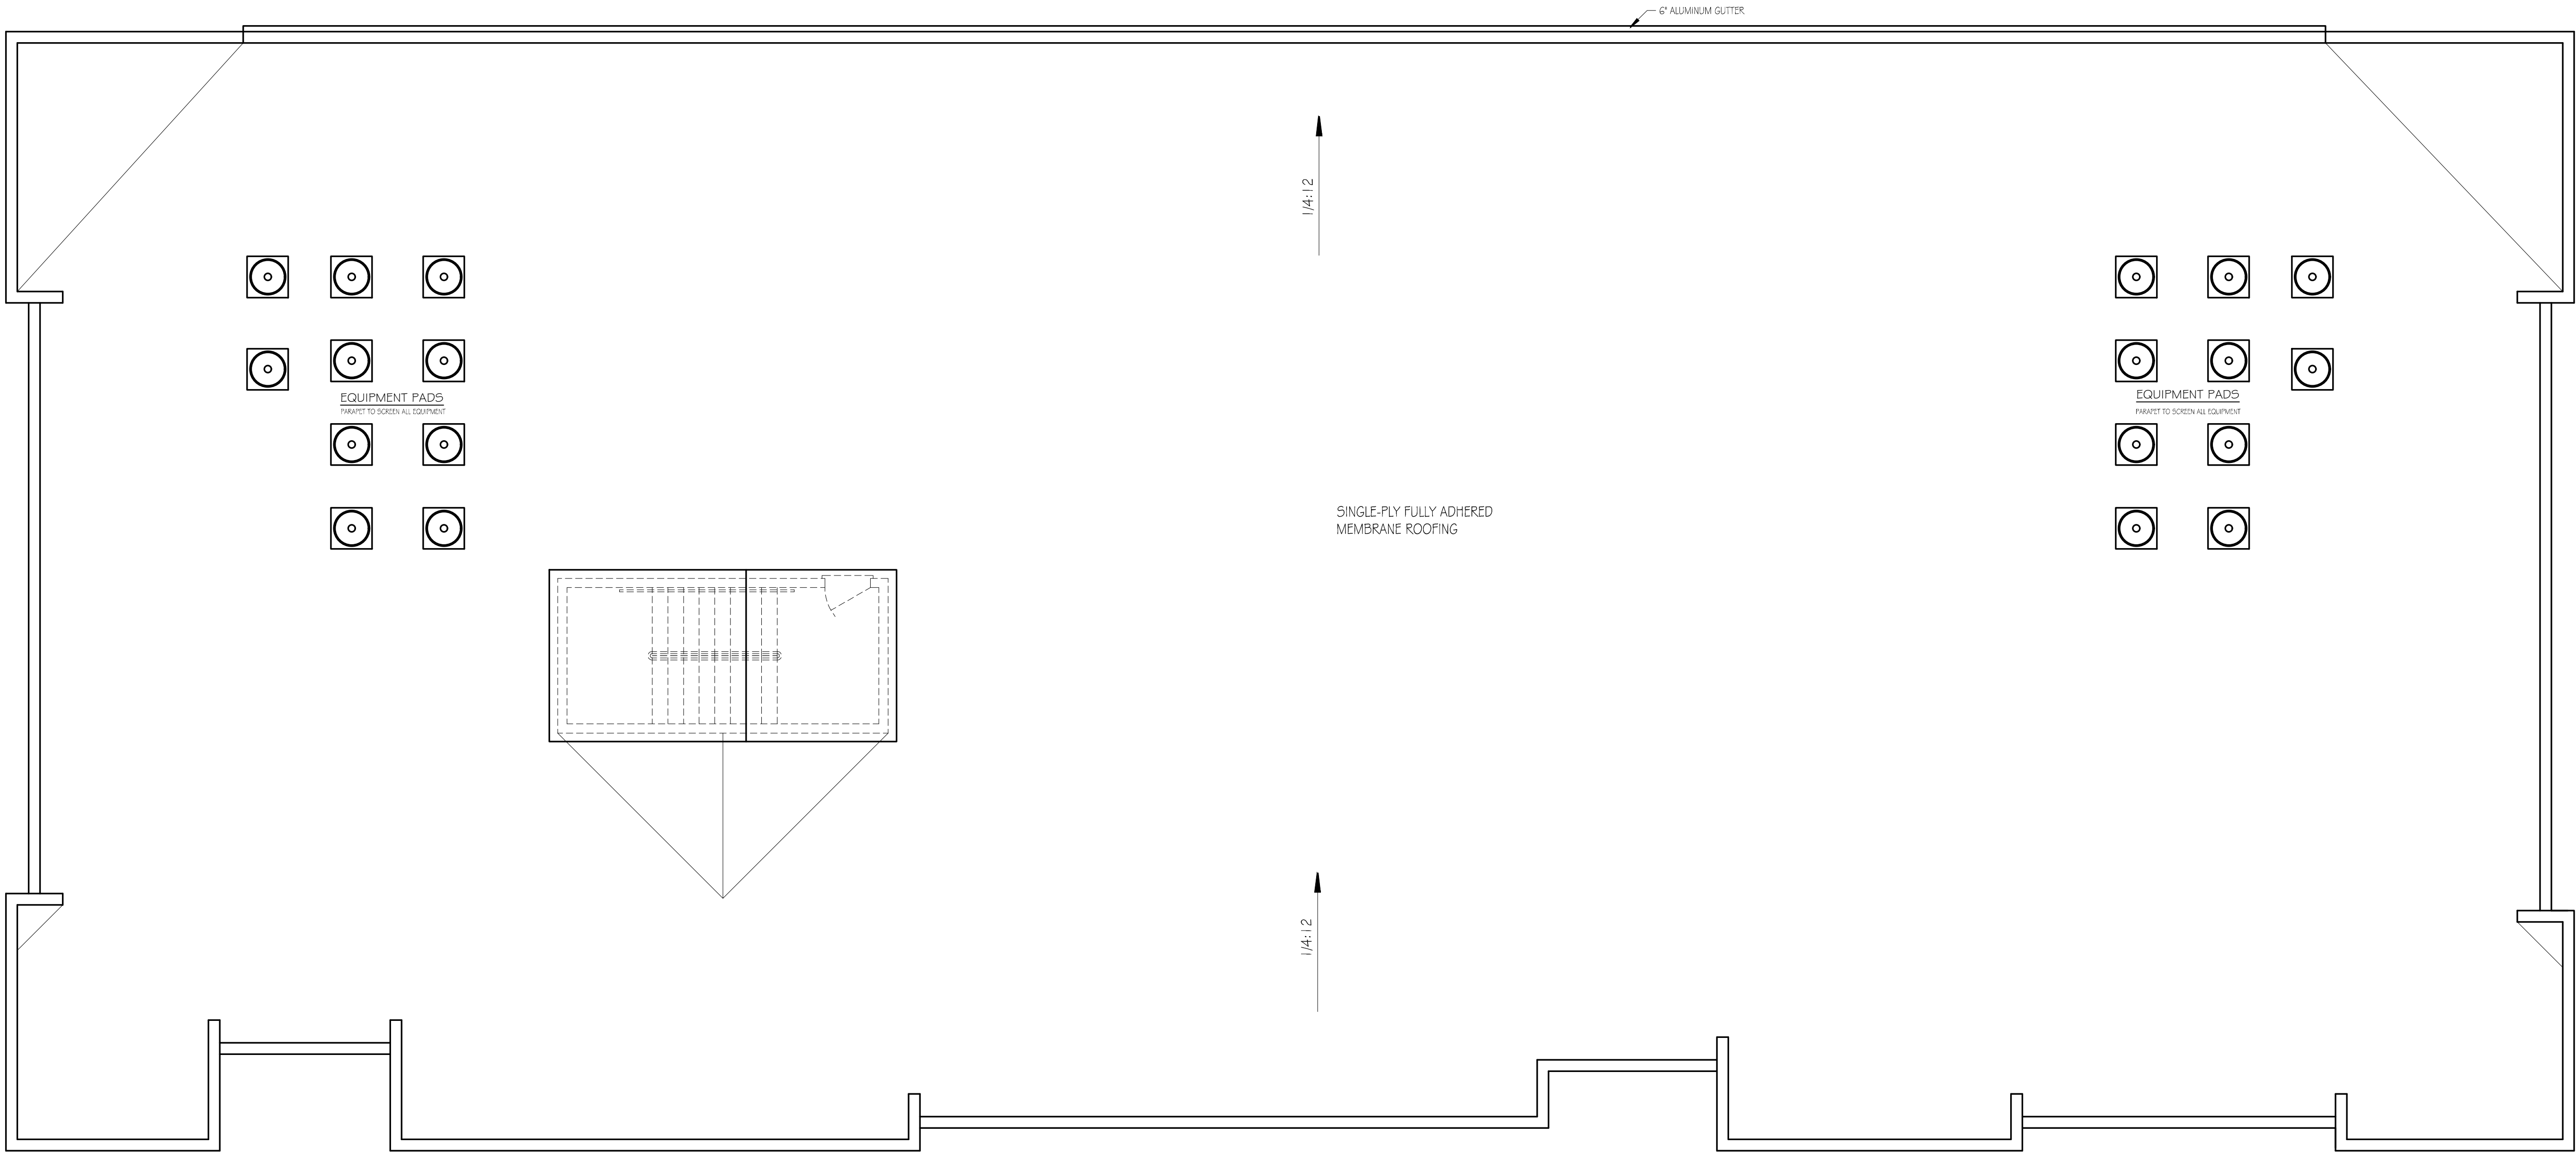 6" ALUMINUM GUTTER
1/4:12
EQUIPMENT PADS
PARAPET TO SCREEN ALL EQUIPMENT
EQUIPMENT PADS
PARAPET TO SCREEN ALL EQUIPMENT
SINGLE-PLY FULLY ADHERED
MEMBRANE ROOFING
1/4:12